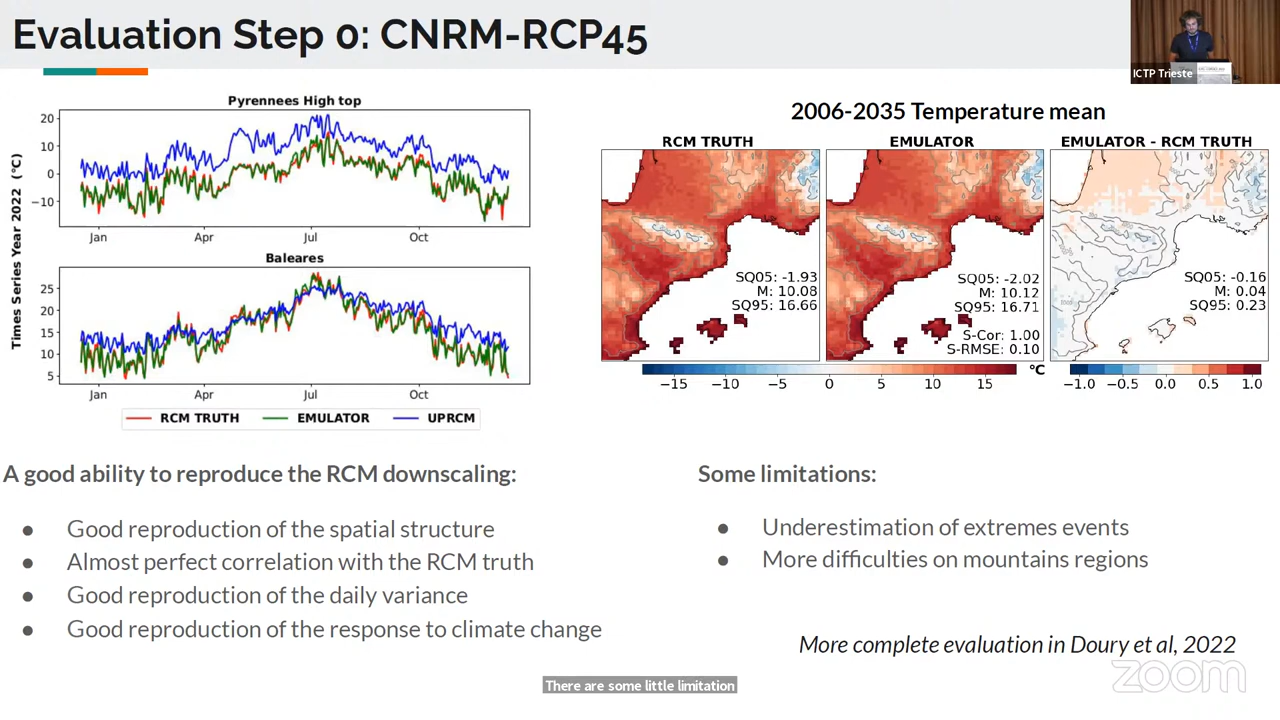 Evaluation Step 0: CNRM-RCP45
ICTP Trieste
Pyrennees High top
20
10
0
−10
Jan Apr Jul Oct
Times Series Year 2022 (°C)
Baleares
25
20
15
10
5
Jan Apr Jul Oct
RCM TRUTH EMULATOR UPRCM
2006-2035 Temperature mean
RCM TRUTH EMULATOR EMULATOR - RCM TRUTH
SQ05: -1.93
M: 10.08
SQ95: 16.66
SQ05: -2.02
M: 10.12
SQ95: 16.71
S-Cor: 1.00
S-RMSE: 0.10
SQ05: -0.16
M: 0.04
SQ95: 0.23
−15 −10 −5 0 5 10 15 °C
−1.0 −0.5 0.0 0.5 1.0
A good ability to reproduce the RCM downscaling:
● Good reproduction of the spatial structure
● Almost perfect correlation with the RCM truth
● Good reproduction of the daily variance
● Good reproduction of the response to climate change
Some limitations:
● Underestimation of extremes events
● More difficulties on mountains regions
More complete evaluation in Doury et al, 2022
zoom
There are some little limitation